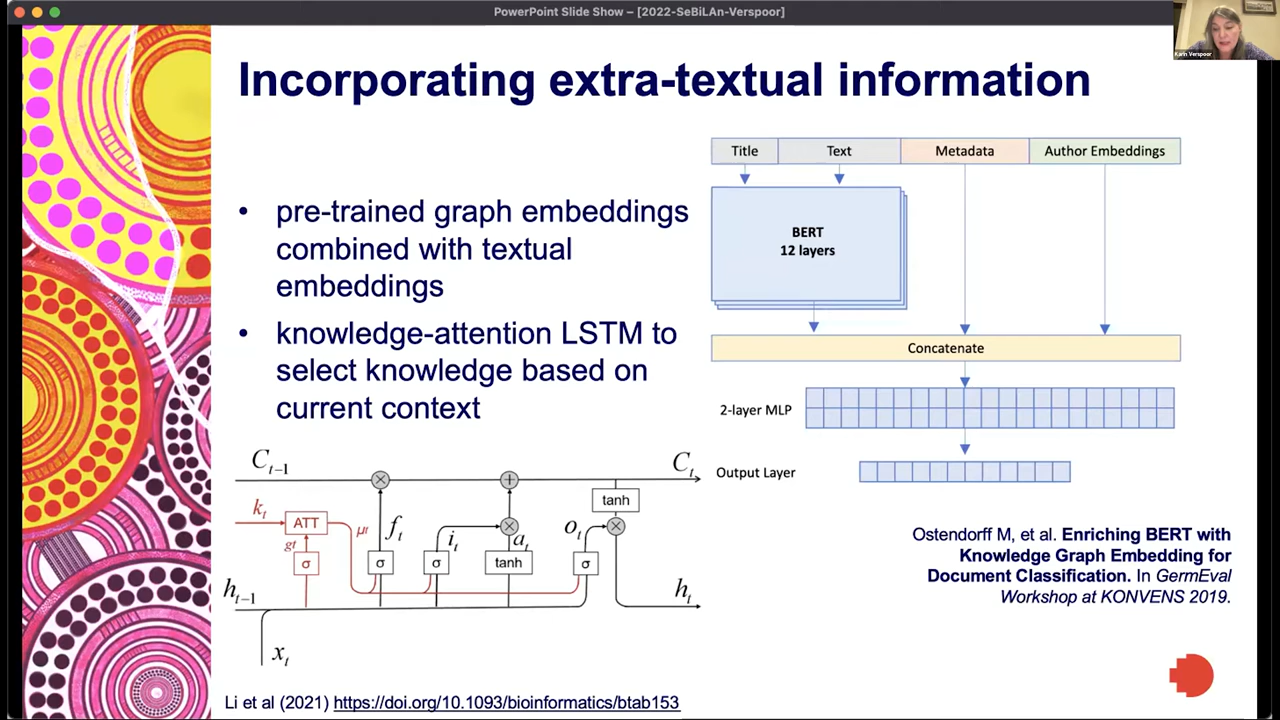 PowerPoint Slide Show – [2022-SeBiLAn-Verspoor]
Karin Verspoor
Incorporating extra-textual information
• pre-trained graph embeddings
combined with textual
embeddings
• knowledge-attention LSTM to
select knowledge based on
current context
Title Text Metadata Author Embeddings
BERT
12 layers
Concatenate
2-layer MLP
Output Layer
C_{t-1} × + C_t
tanh
k_t ATT μ_t f_t i_t × a_t o_t ×
g_t
σ σ σ tanh σ
h_{t-1} h_t
x_t
Ostendorff M, et al. Enriching BERT with
Knowledge Graph Embedding for
Document Classification. In GermEval
Workshop at KONVENS 2019.
Li et al (2021) https://doi.org/10.1093/bioinformatics/btab153